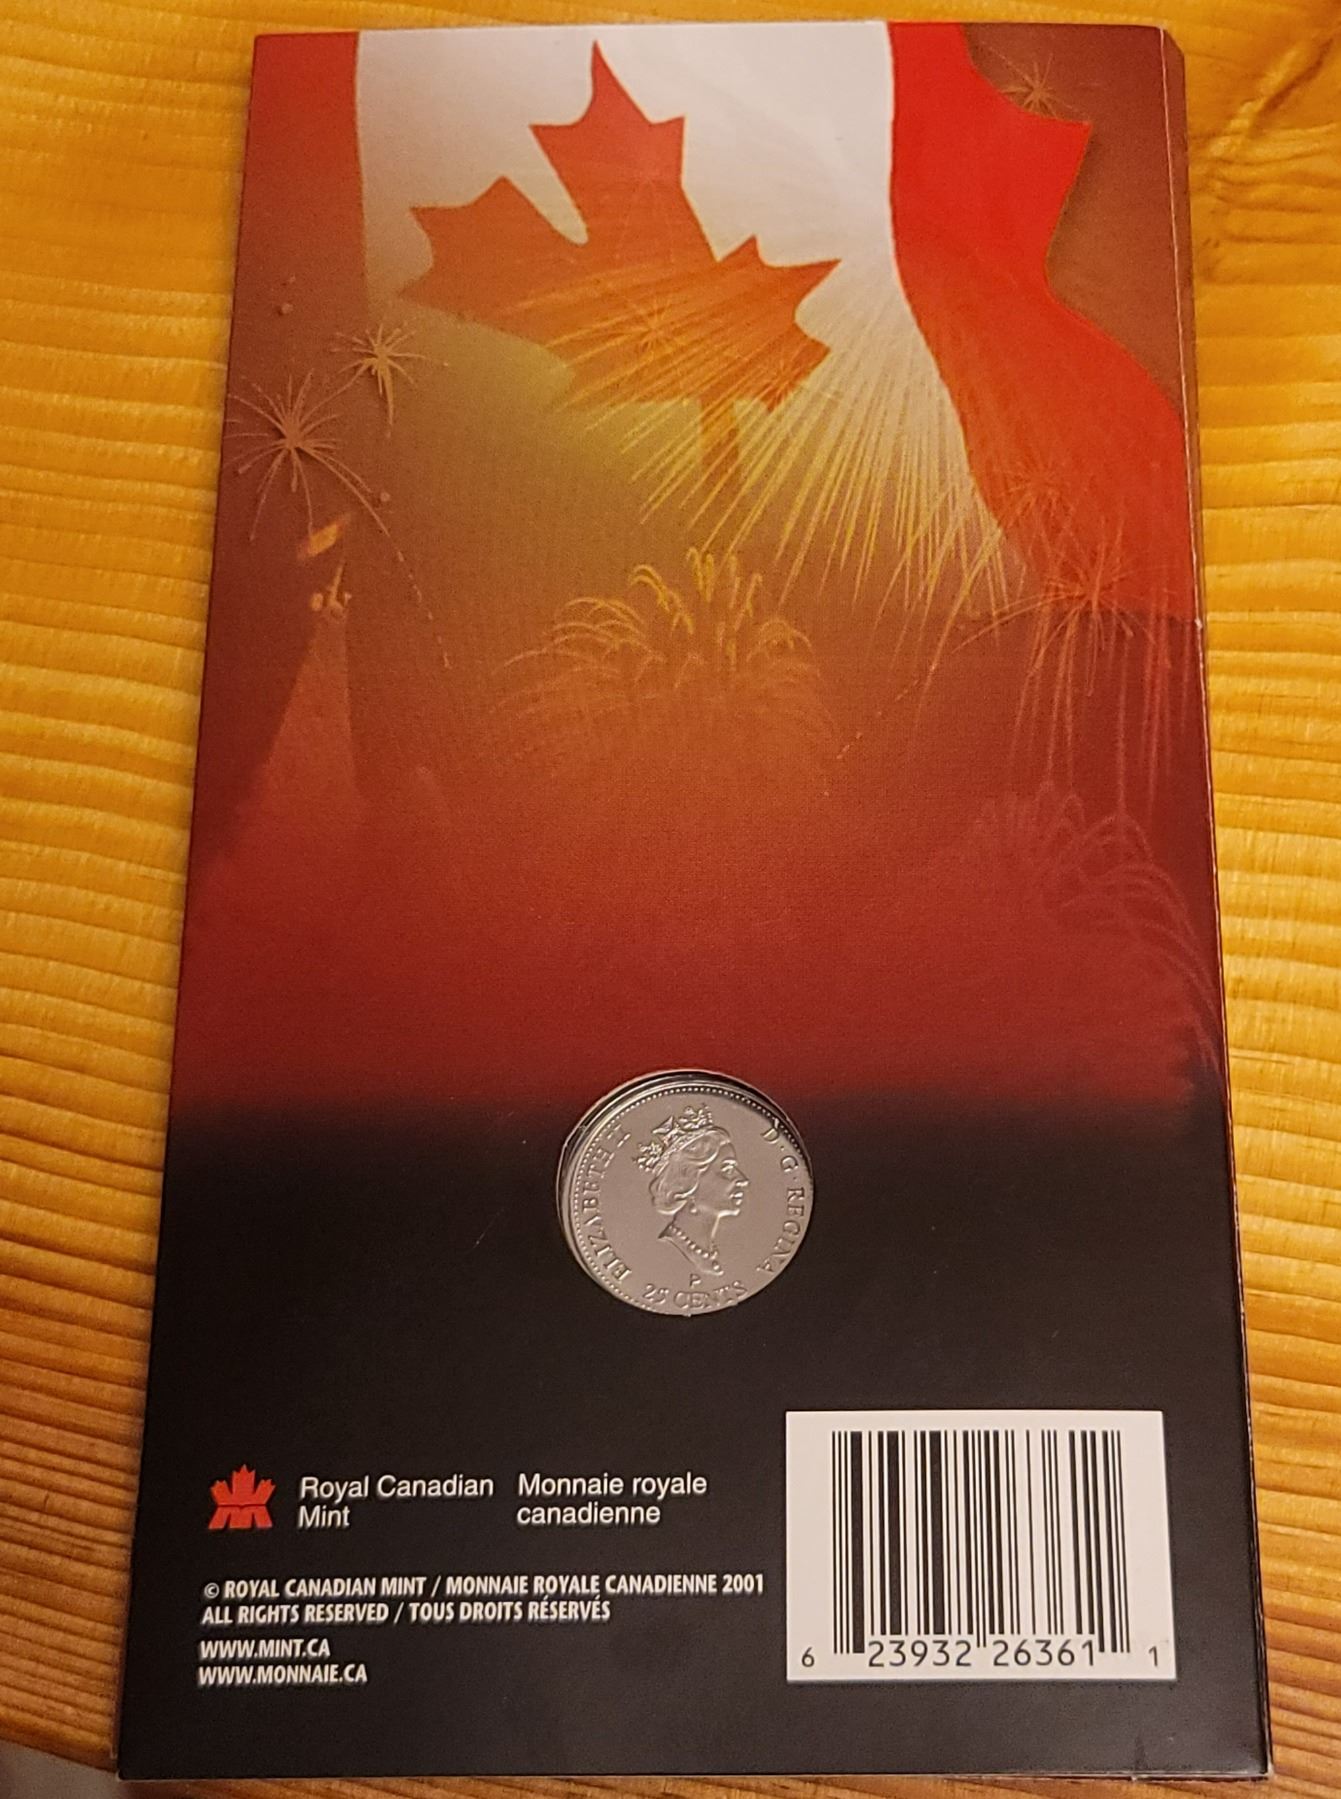 ELIZABETH II D·G·REGINA
P
25 CENTS
Royal Canadian
Mint
Monnaie royale
canadienne
© ROYAL CANADIAN MINT / MONNAIE ROYALE CANADIENNE 2001
ALL RIGHTS RESERVED / TOUS DROITS RÉSERVÉS
WWW.MINT.CA
WWW.MONNAIE.CA
6 23932 26361 1